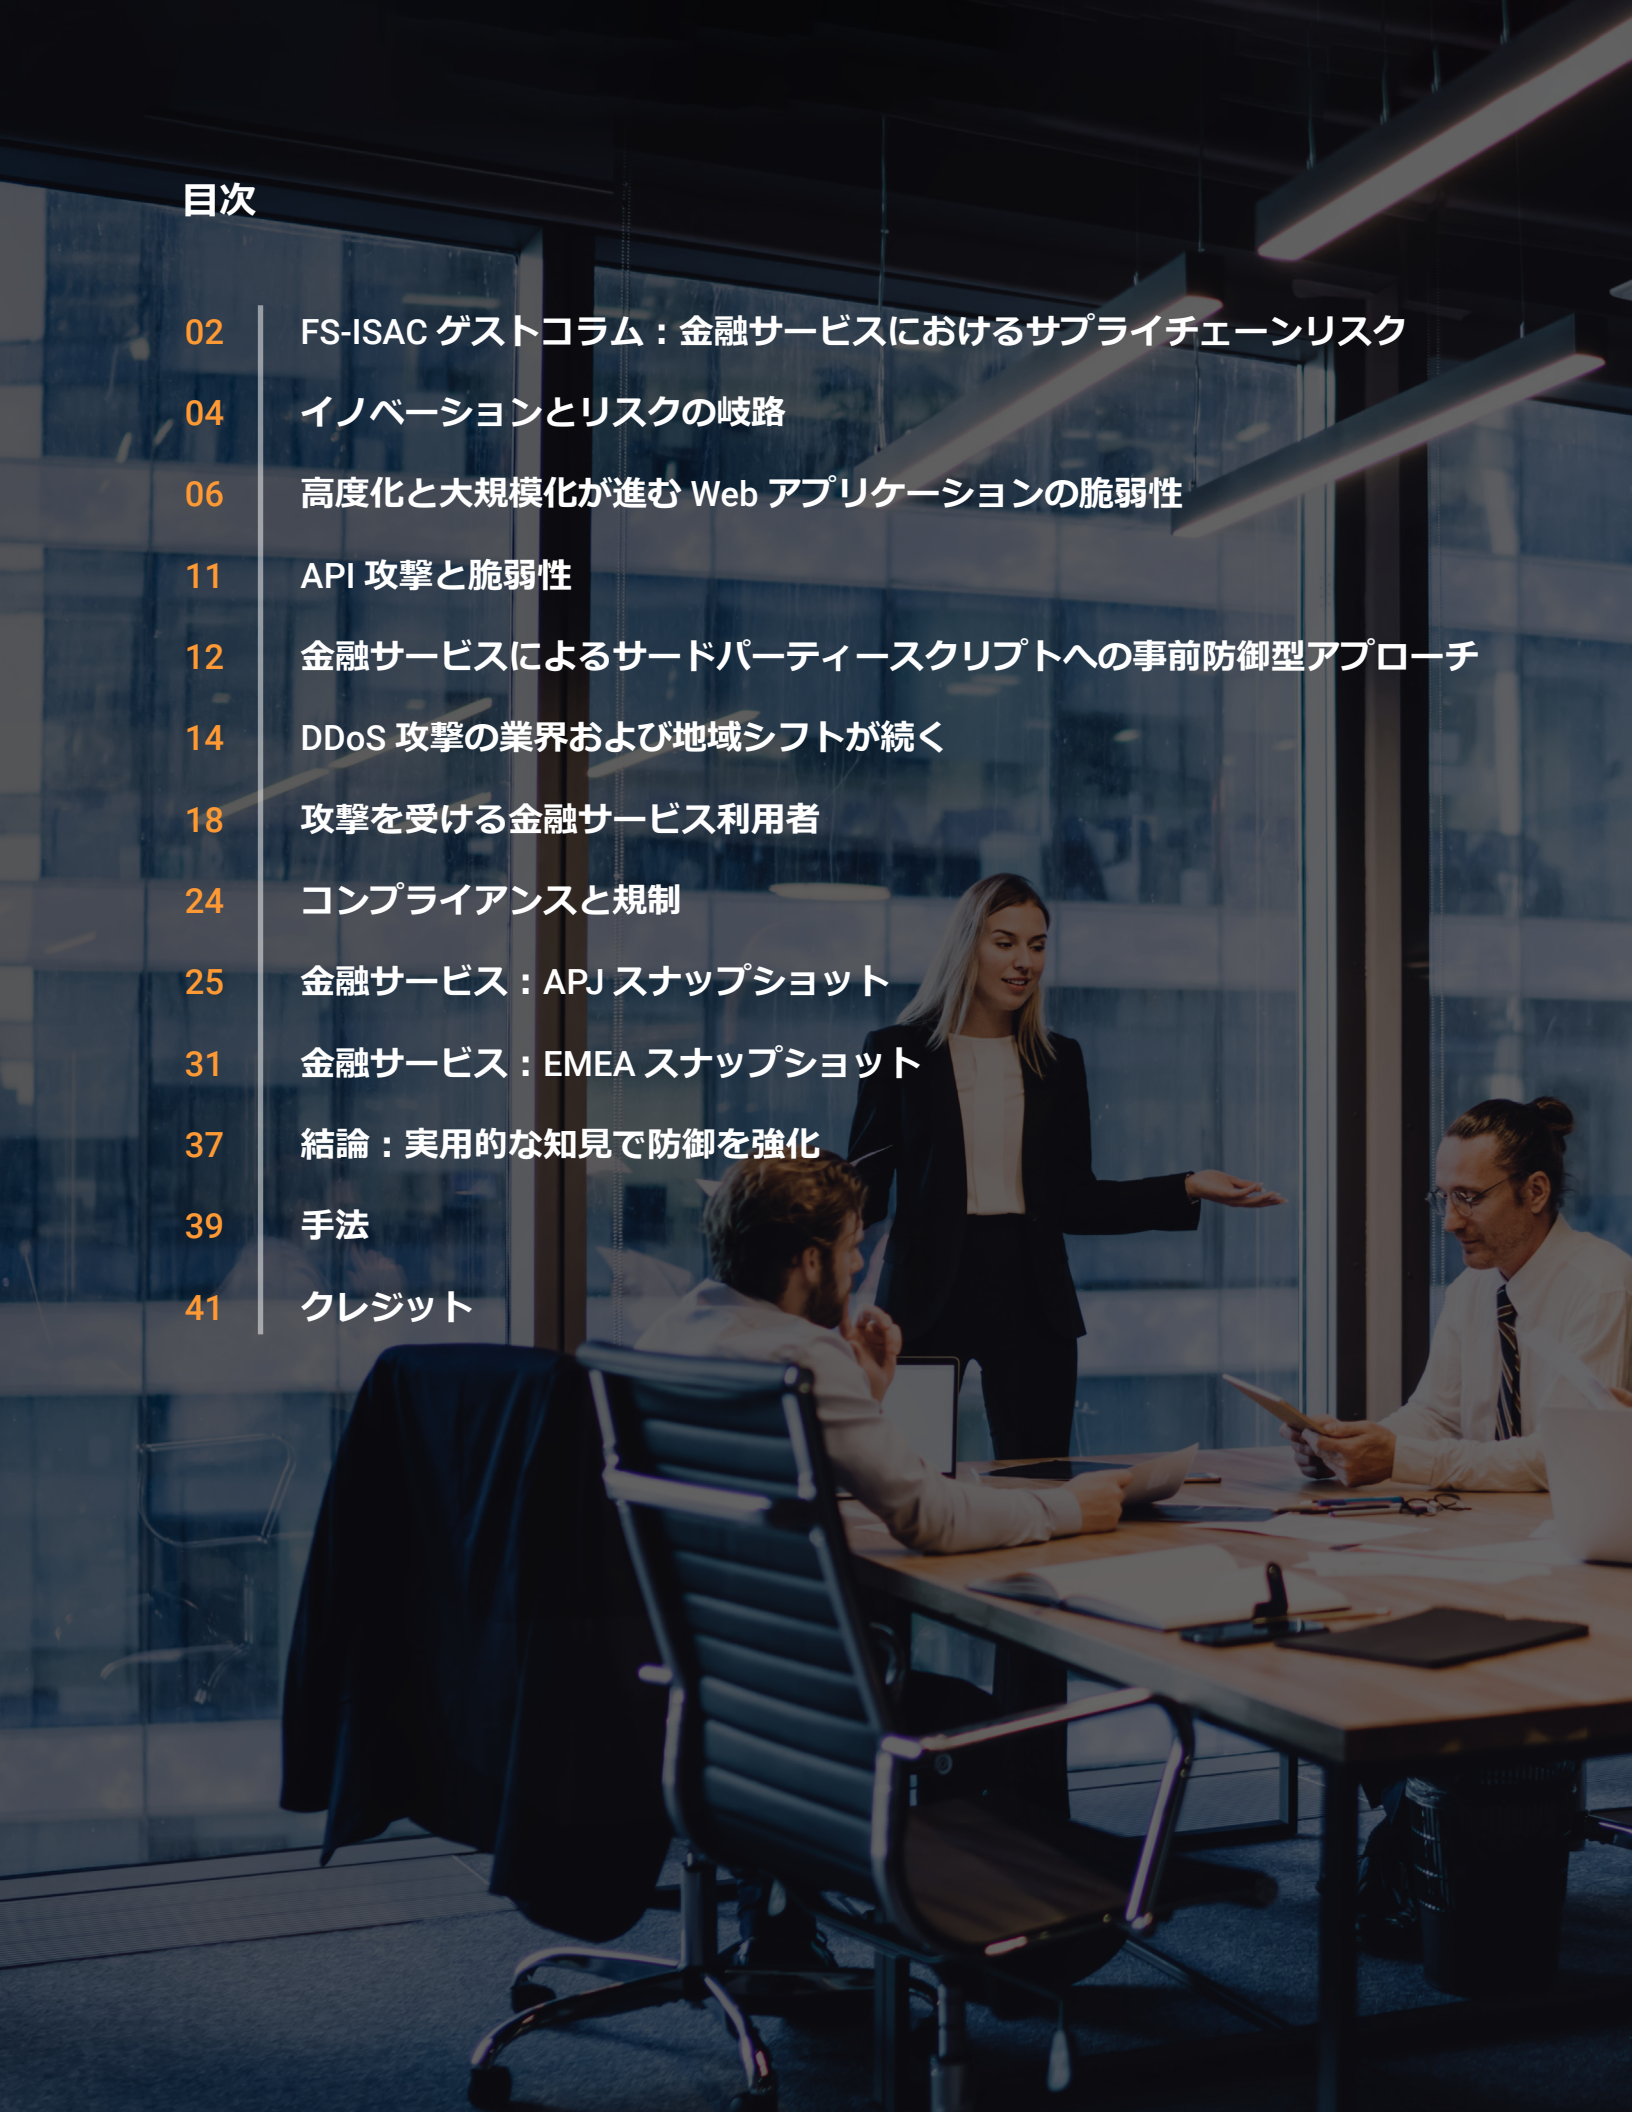 目次
02 FS-ISAC ゲストコラム：金融サービスにおけるサプライチェーンリスク
04 イノベーションとリスクの岐路
06 高度化と大規模化が進む Web アプリケーションの脆弱性
11 API 攻撃と脆弱性
12 金融サービスによるサードパーティースクリプトへの事前防御型アプローチ
14 DDoS 攻撃の業界および地域シフトが続く
18 攻撃を受ける金融サービス利用者
24 コンプライアンスと規制
25 金融サービス：APJ スナップショット
31 金融サービス：EMEA スナップショット
37 結論：実用的な知見で防御を強化
39 手法
41 クレジット